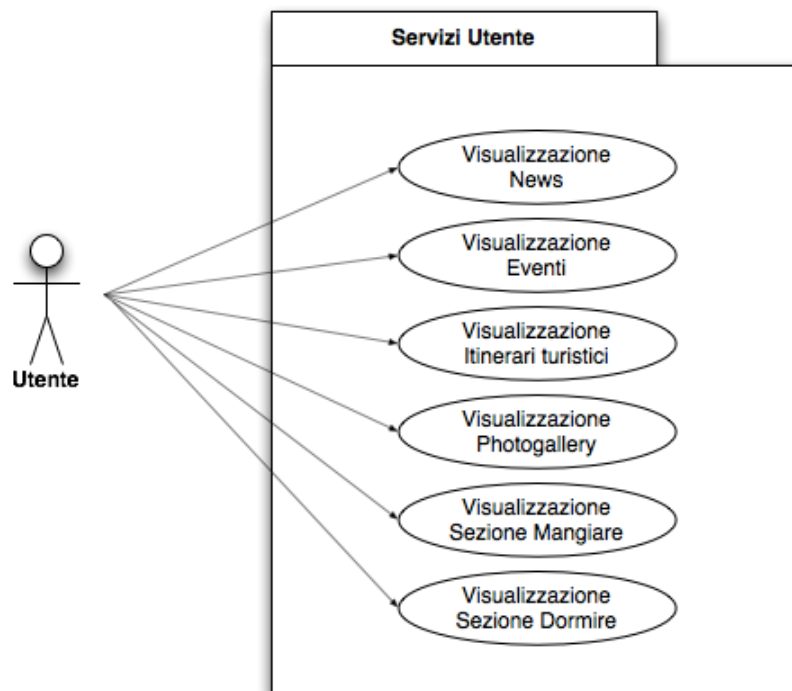 Servizi Utente
Visualizzazione
News
Visualizzazione
Eventi
Visualizzazione
Itinerari turistici
Utente
Visualizzazione
Photogallery
Visualizzazione
Sezione Mangiare
Visualizzazione
Sezione Dormire